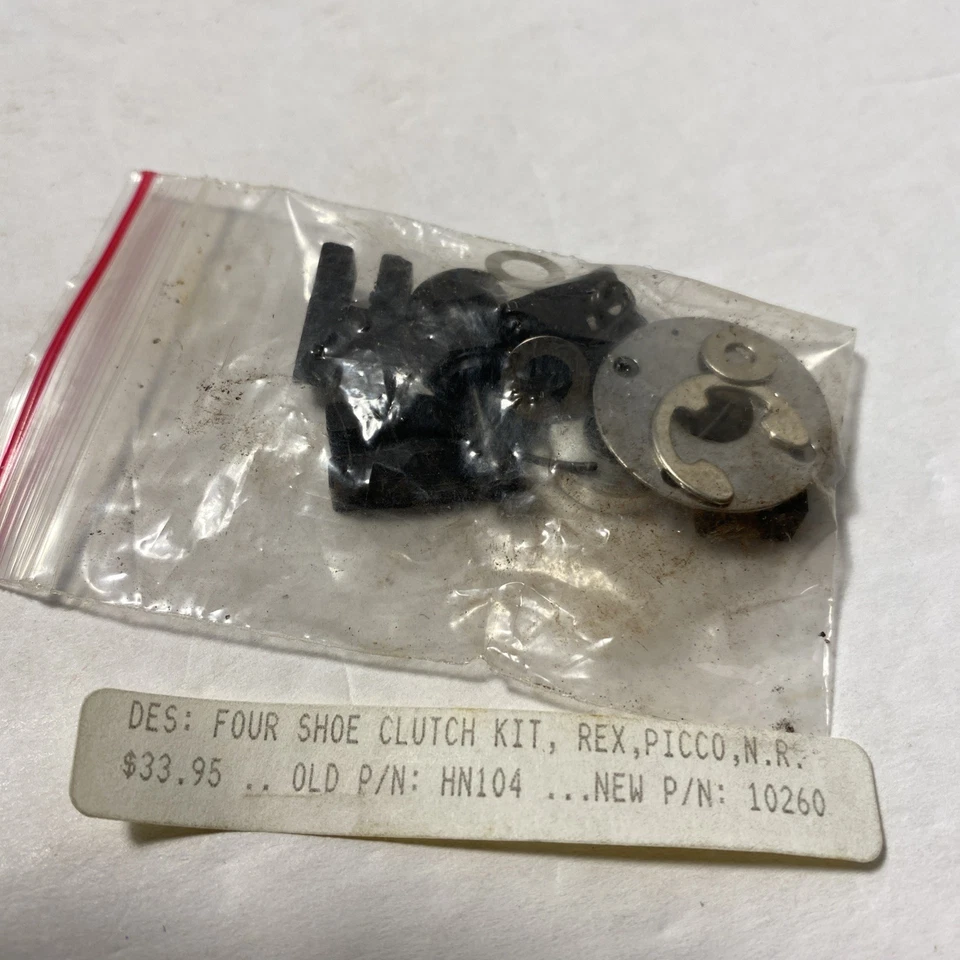 DES: FOUR SHOE CLUTCH KIT, REX,PICCO,N.R.
$33.95 .. OLD P/N: HN104 ...NEW P/N: 10260